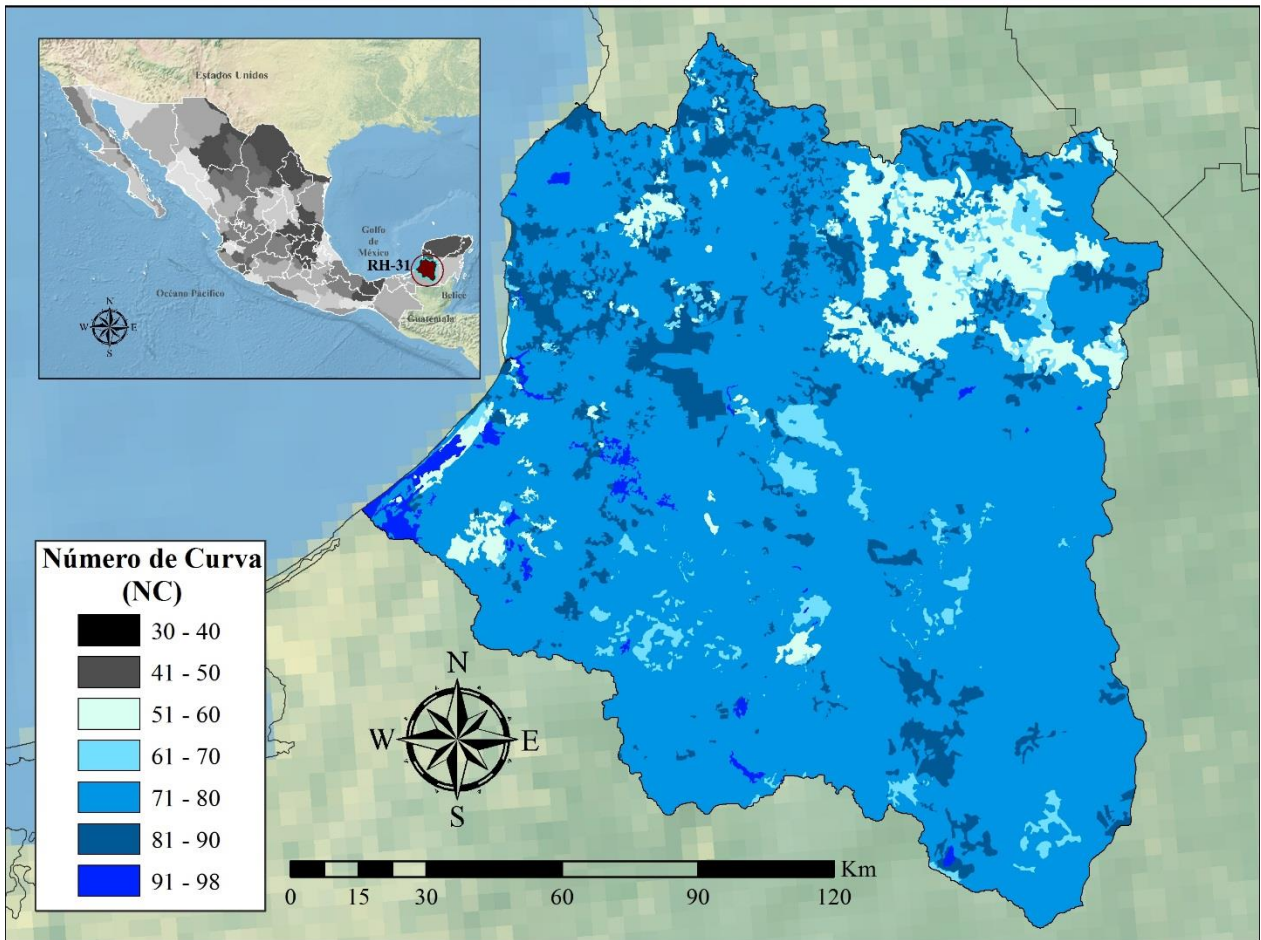 Estados Unidos
Golfo
de
México
RH-31
Océano Pacífico
Belice
Guatemala
N
W E
S
Número de Curva
(NC)
30 - 40
41 - 50
51 - 60
61 - 70
71 - 80
81 - 90
91 - 98
N
W E
S
Km
0 15 30 60 90 120